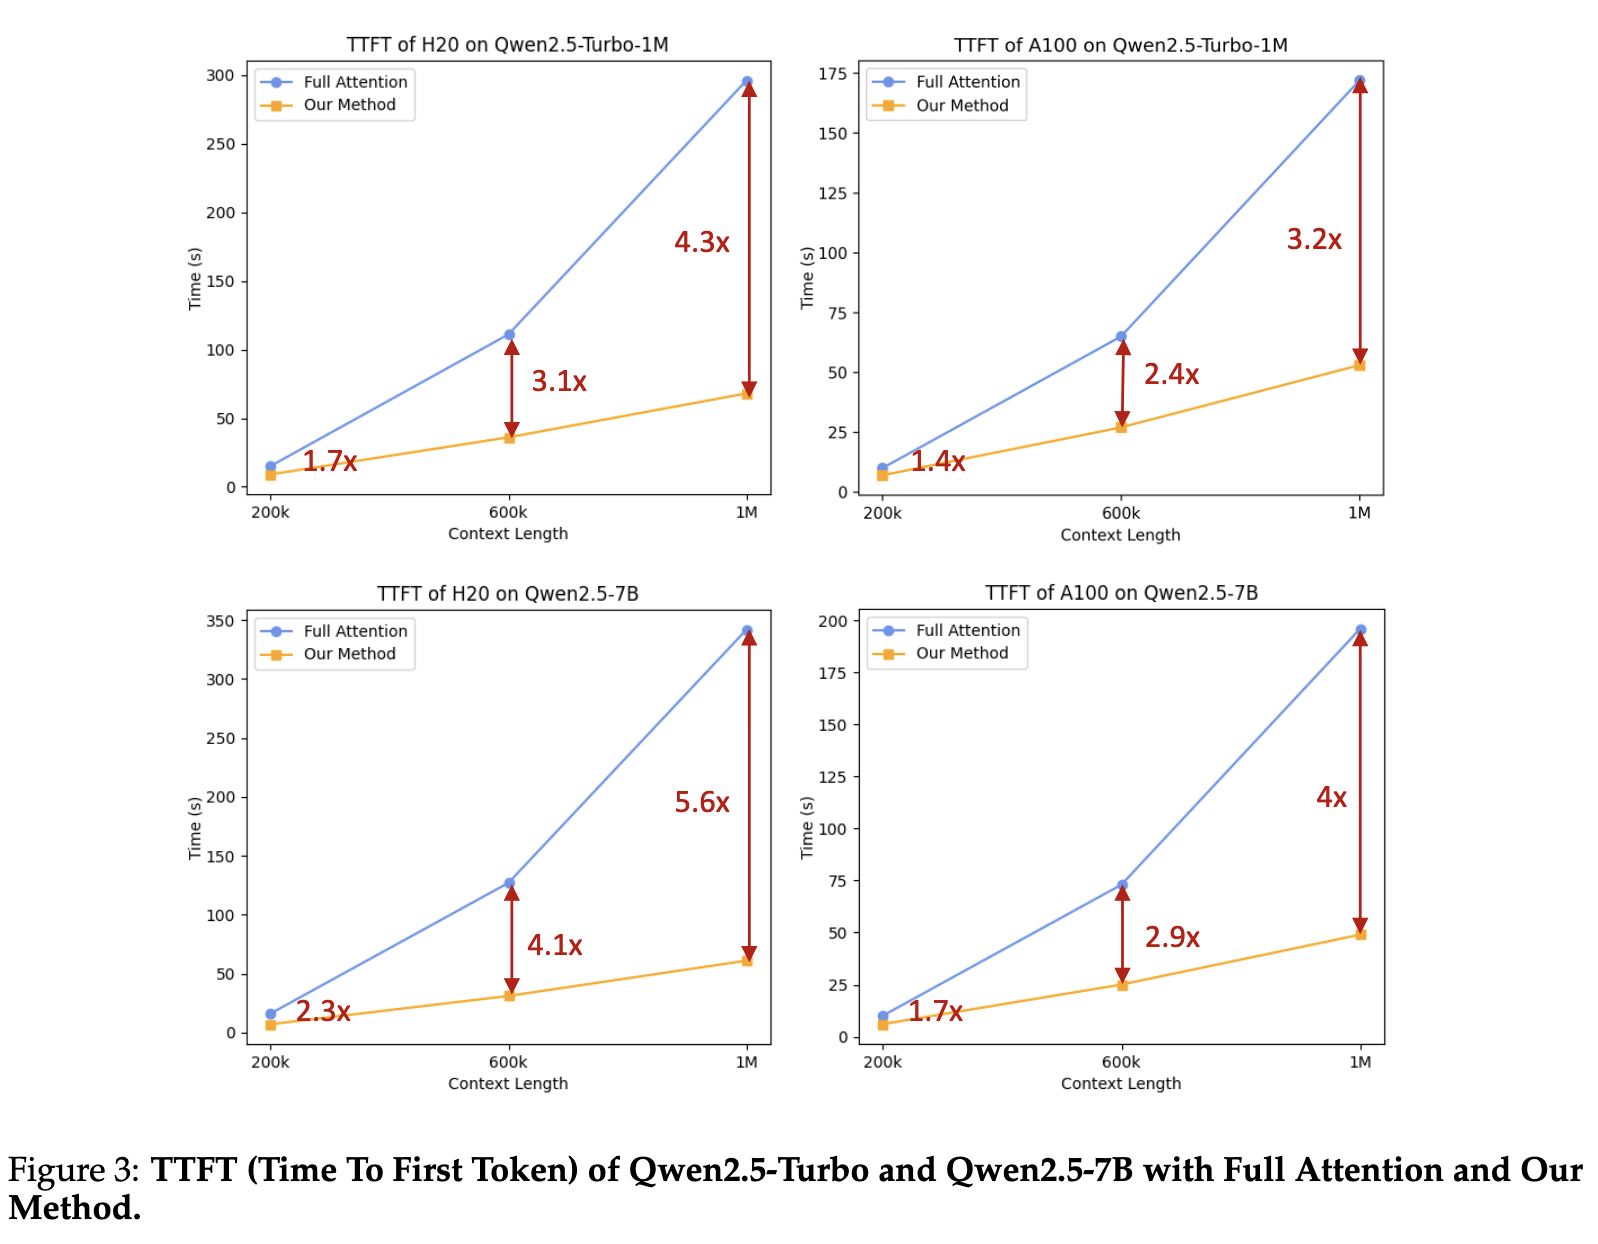 TTFT of H20 on Qwen2.5-Turbo-1M
Full Attention
Our Method
300
250
200
150
100
50
0
Time (s)
4.3x
3.1x
1.7x
200k
600k
1M
Context Length
TTFT of A100 on Qwen2.5-Turbo-1M
Full Attention
Our Method
175
150
125
100
75
50
25
0
Time (s)
3.2x
2.4x
1.4x
200k
600k
1M
Context Length
TTFT of H20 on Qwen2.5-7B
Full Attention
Our Method
350
300
250
200
150
100
50
0
Time (s)
5.6x
4.1x
2.3x
200k
600k
1M
Context Length
TTFT of A100 on Qwen2.5-7B
Full Attention
Our Method
200
175
150
125
100
75
50
25
0
Time (s)
4x
2.9x
1.7x
200k
600k
1M
Context Length
Figure 3: TTFT (Time To First Token) of Qwen2.5-Turbo and Qwen2.5-7B with Full Attention and Our
Method.